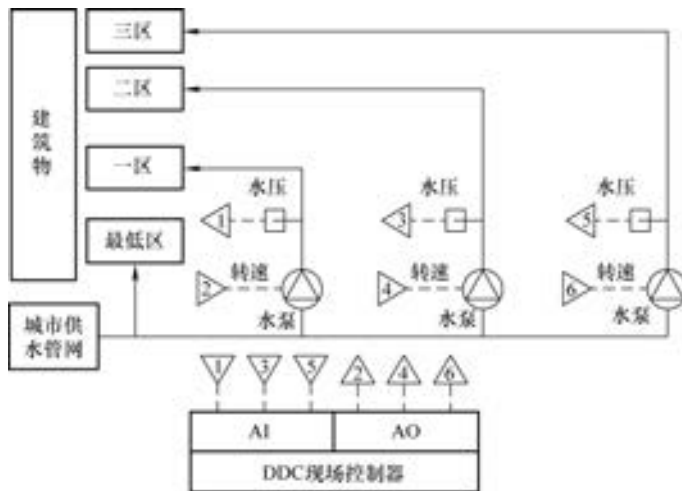 三区
二区
建筑物
一区
水压
水压
水压
1
3
5
最低区
转速
转速
转速
2
4
6
城市供
水管网
水泵
水泵
水泵
1
3
5
2
4
6
AI
AO
DDC现场控制器